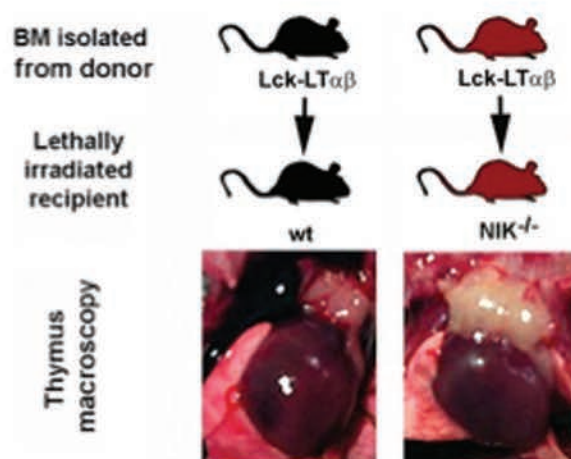 BM isolated
from donor
Lck-LTαβ
Lck-LTαβ
Lethally
irradiated
recipient
wt
NIK-/-
Thymus
macroscopy